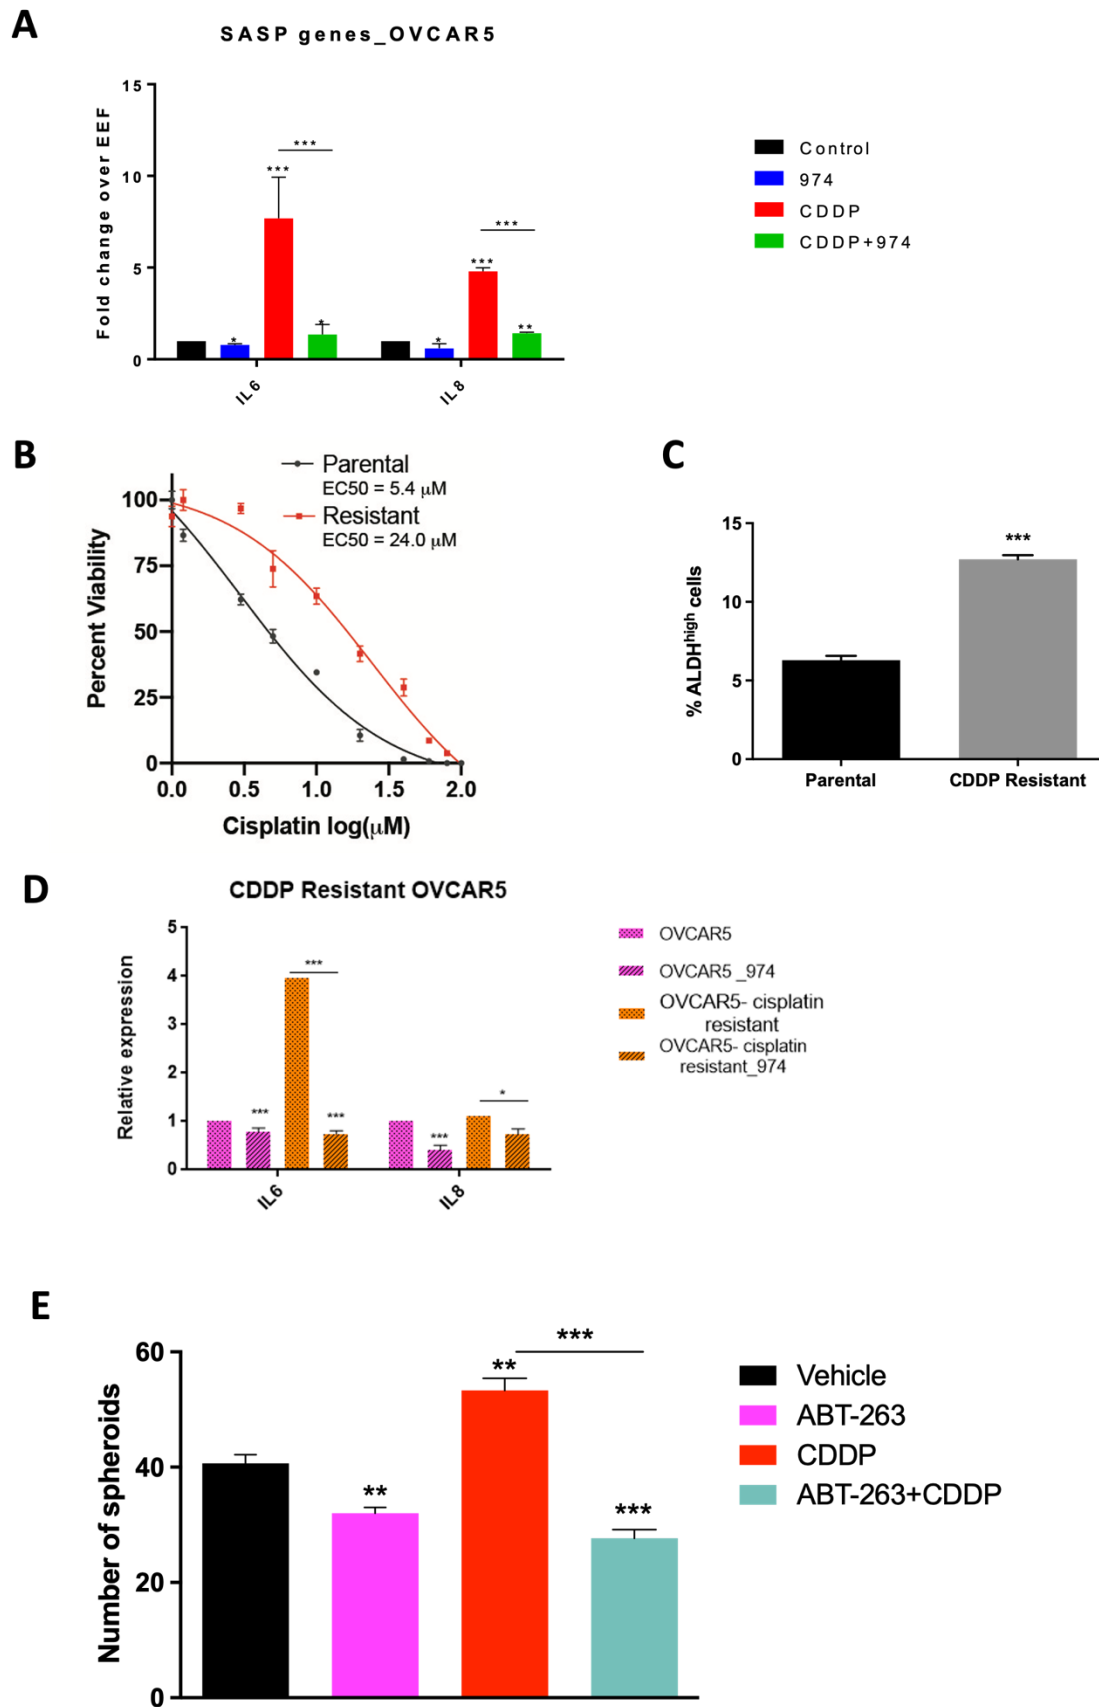 A
SASP genes_OVCAR5
Fold change over EEF
15
10
5
0
***
***
*
*
***
***
*
**
IL6
IL8
Control
974
CDDP
CDDP+974
B
Percent Viability
100
75
50
25
0
0.0
0.5
1.0
1.5
2.0
Cisplatin log(μM)
Parental
EC50 = 5.4 μM
Resistant
EC50 = 24.0 μM
C
% ALDHhigh cells
15
10
5
0
***
Parental
CDDP Resistant
D
CDDP Resistant OVCAR5
Relative expression
5
4
3
2
1
0
***
***
***
*
***
IL6
IL8
OVCAR5
OVCAR5 _974
OVCAR5- cisplatin
resistant
OVCAR5- cisplatin
resistant_974
E
Number of spheroids
60
40
20
0
***
**
**
***
Vehicle
ABT-263
CDDP
ABT-263+CDDP